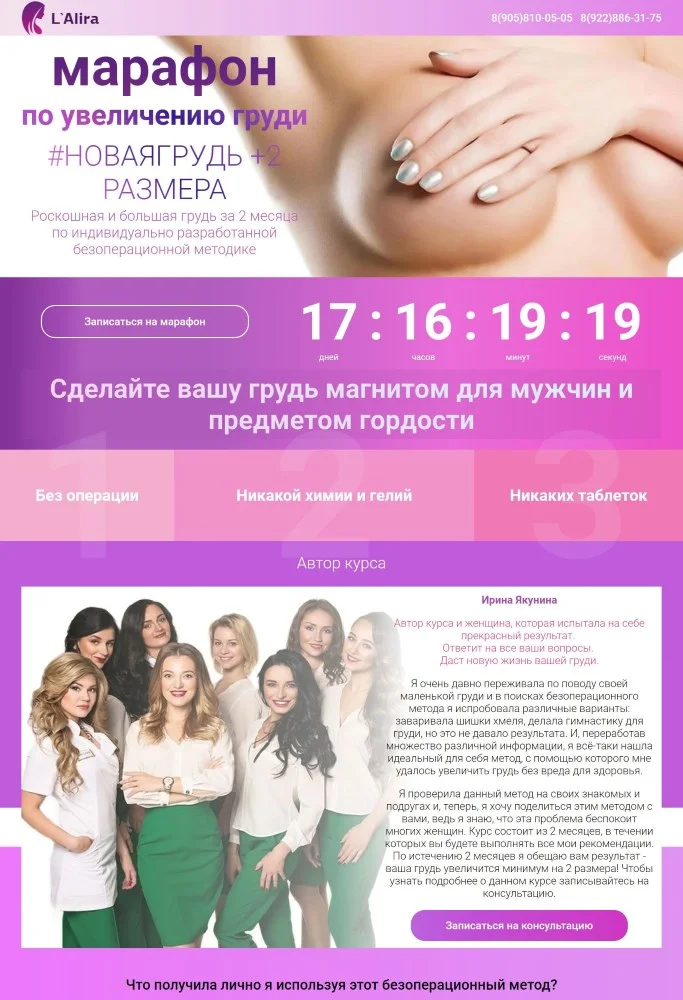 L`Alira
8(905)810-05-05 8(922)886-31-75
марафон
по увеличению груди
#НОВАЯГРУДЬ +2
РАЗМЕРА
Роскошная и большая грудь за 2 месяца
по индивидуально разработанной
безоперационной методике
Записаться на марафон
17 : 16 : 19 : 19
дней часов минут секунд
Сделайте вашу грудь магнитом для мужчин и
предметом гордости
1 2 3
Без операции Никакой химии и гелий Никаких таблеток
Автор курса
Ирина Якунина
Автор курса и женщина, которая испытала на себе
прекрасный результат.
Ответит на все ваши вопросы.
Даст новую жизнь вашей груди.
Я очень давно переживала по поводу своей
маленькой груди и в поисках безоперационного
метода я испробовала различные варианты:
заваривала шишки хмеля, делала гимнастику для
груди, но это не давало результата. И, переработав
множество различной информации, я всё-таки нашла
идеальный для себя метод, с помощью которого мне
удалось увеличить грудь без вреда для здоровья.
Я проверила данный метод на своих знакомых и
подругах и, теперь, я хочу поделиться этим методом с
вами, ведь я знаю, что эта проблема беспокоит
многих женщин. Курс состоит из 2 месяцев, в течении
которых вы будете выполнять все мои рекомендации.
По истечению 2 месяцев я обещаю вам результат -
ваша грудь увеличится минимум на 2 размера! Чтобы
узнать подробнее о данном курсе записывайтесь на
консультацию.
Записаться на консультацию
Что получила лично я используя этот безоперационный метод?